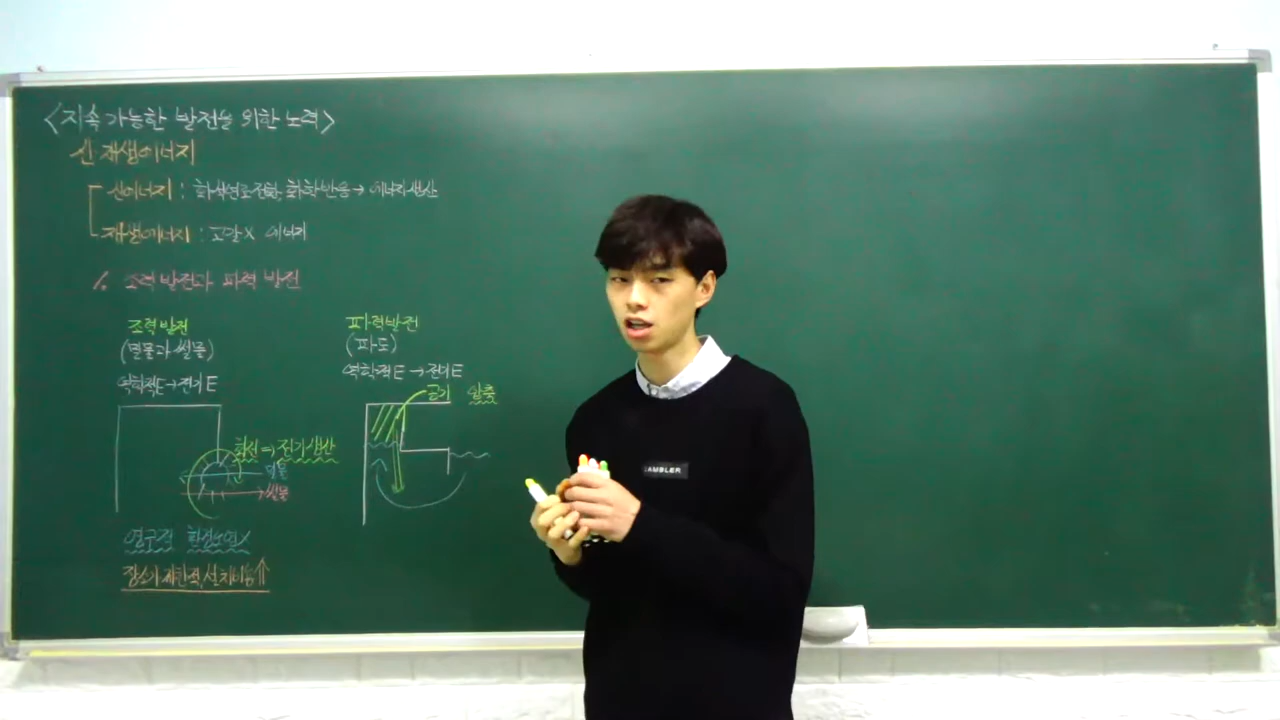 <지속가능한 발전을 위한 노력>
신재생에너지
신에너지 : 화석연료전환, 화학반응 → 에너지생산
재생에너지 : 고갈X 에너지
1. 조력 발전과 파력 발전
조력발전
(밀물과 썰물)
역학적E→전기E
회전 ⇒ 전기생산
밀물
썰물
영구적 환경오염X
장소가 제한적, 설치비용↑
파력발전
(파도)
역학적E → 전기E
공기 압축
RAMBLER